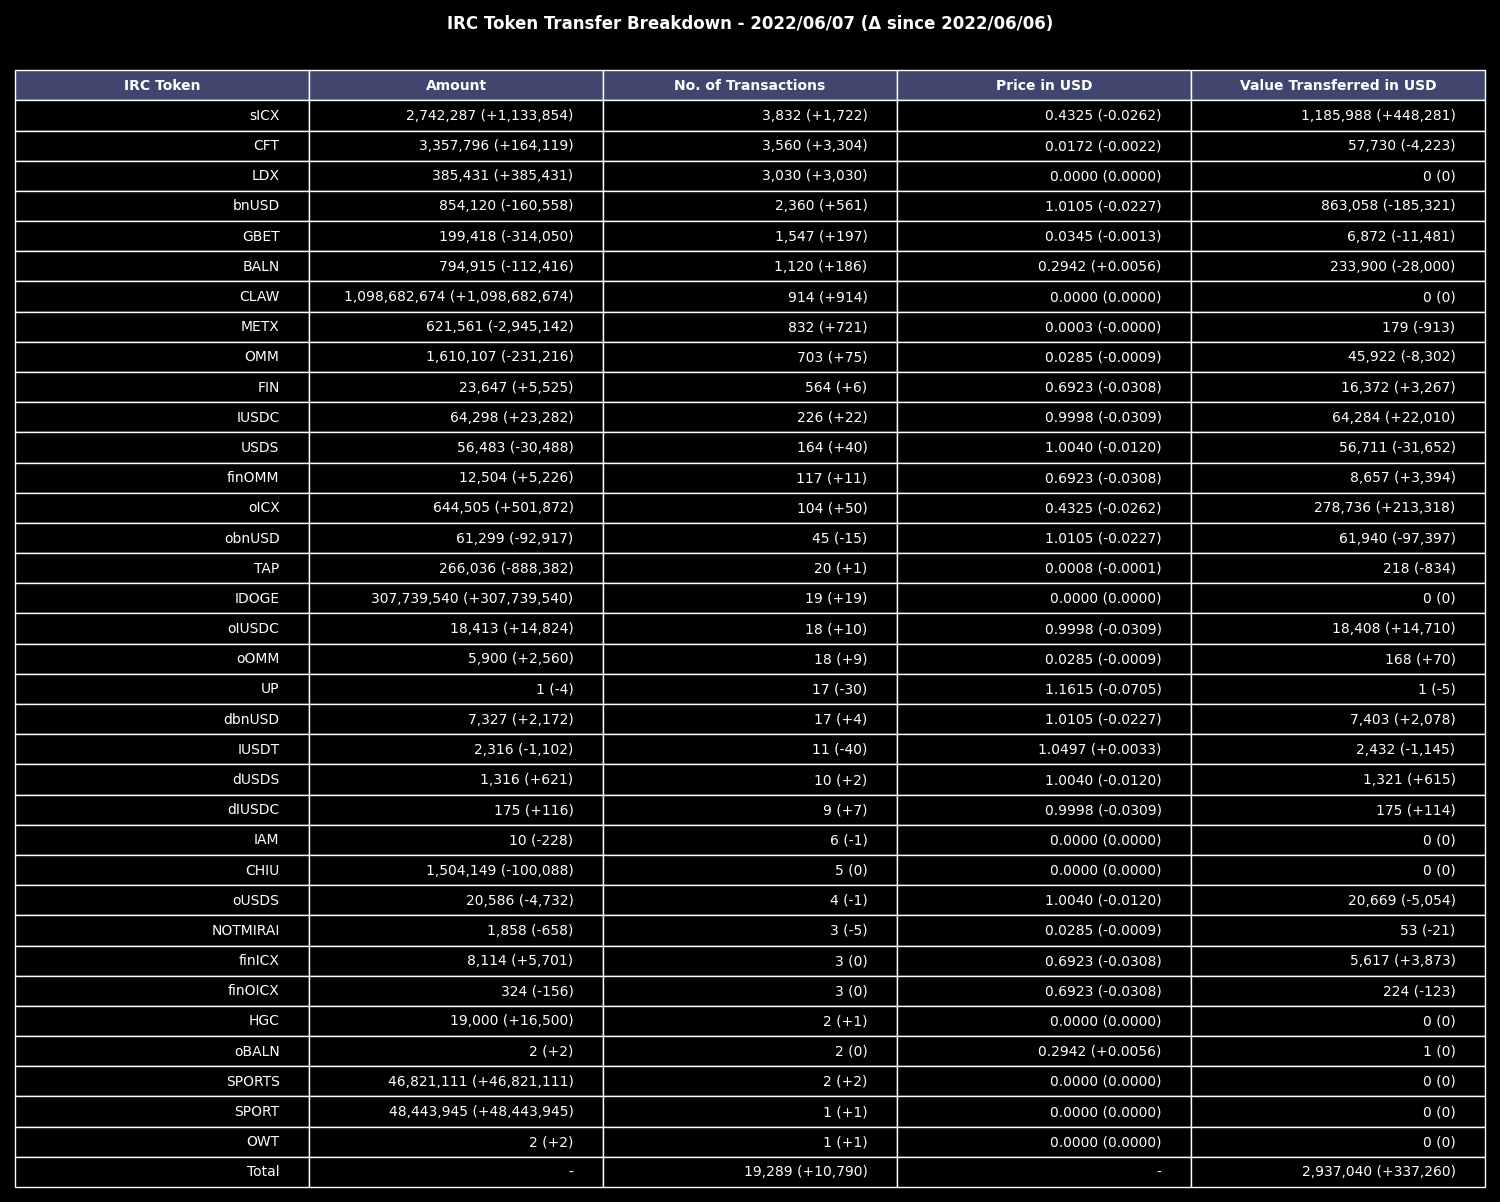 IRC Token Transfer Breakdown - 2022/06/07 (Δ since 2022/06/06)
IRC Token Amount No. of Transactions Price in USD Value Transferred in USD
sICX 2,742,287 (+1,133,854) 3,832 (+1,722) 0.4325 (-0.0262) 1,185,988 (+448,281)
CFT 3,357,796 (+164,119) 3,560 (+3,304) 0.0172 (-0.0022) 57,730 (-4,223)
LDX 385,431 (+385,431) 3,030 (+3,030) 0.0000 (0.0000) 0 (0)
bnUSD 854,120 (-160,558) 2,360 (+561) 1.0105 (-0.0227) 863,058 (-185,321)
GBET 199,418 (-314,050) 1,547 (+197) 0.0345 (-0.0013) 6,872 (-11,481)
BALN 794,915 (-112,416) 1,120 (+186) 0.2942 (+0.0056) 233,900 (-28,000)
CLAW 1,098,682,674 (+1,098,682,674) 914 (+914) 0.0000 (0.0000) 0 (0)
METX 621,561 (-2,945,142) 832 (+721) 0.0003 (-0.0000) 179 (-913)
OMM 1,610,107 (-231,216) 703 (+75) 0.0285 (-0.0009) 45,922 (-8,302)
FIN 23,647 (+5,525) 564 (+6) 0.6923 (-0.0308) 16,372 (+3,267)
IUSDC 64,298 (+23,282) 226 (+22) 0.9998 (-0.0309) 64,284 (+22,010)
USDS 56,483 (-30,488) 164 (+40) 1.0040 (-0.0120) 56,711 (-31,652)
finOMM 12,504 (+5,226) 117 (+11) 0.6923 (-0.0308) 8,657 (+3,394)
oICX 644,505 (+501,872) 104 (+50) 0.4325 (-0.0262) 278,736 (+213,318)
obnUSD 61,299 (-92,917) 45 (-15) 1.0105 (-0.0227) 61,940 (-97,397)
TAP 266,036 (-888,382) 20 (+1) 0.0008 (-0.0001) 218 (-834)
IDOGE 307,739,540 (+307,739,540) 19 (+19) 0.0000 (0.0000) 0 (0)
oIUSDC 18,413 (+14,824) 18 (+10) 0.9998 (-0.0309) 18,408 (+14,710)
oOMM 5,900 (+2,560) 18 (+9) 0.0285 (-0.0009) 168 (+70)
UP 1 (-4) 17 (-30) 1.1615 (-0.0705) 1 (-5)
dbnUSD 7,327 (+2,172) 17 (+4) 1.0105 (-0.0227) 7,403 (+2,078)
IUSDT 2,316 (-1,102) 11 (-40) 1.0497 (+0.0033) 2,432 (-1,145)
dUSDS 1,316 (+621) 10 (+2) 1.0040 (-0.0120) 1,321 (+615)
dIUSDC 175 (+116) 9 (+7) 0.9998 (-0.0309) 175 (+114)
IAM 10 (-228) 6 (-1) 0.0000 (0.0000) 0 (0)
CHIU 1,504,149 (-100,088) 5 (0) 0.0000 (0.0000) 0 (0)
oUSDS 20,586 (-4,732) 4 (-1) 1.0040 (-0.0120) 20,669 (-5,054)
NOTMIRAI 1,858 (-658) 3 (-5) 0.0285 (-0.0009) 53 (-21)
finICX 8,114 (+5,701) 3 (0) 0.6923 (-0.0308) 5,617 (+3,873)
finOICX 324 (-156) 3 (0) 0.6923 (-0.0308) 224 (-123)
HGC 19,000 (+16,500) 2 (+1) 0.0000 (0.0000) 0 (0)
oBALN 2 (+2) 2 (0) 0.2942 (+0.0056) 1 (0)
SPORTS 46,821,111 (+46,821,111) 2 (+2) 0.0000 (0.0000) 0 (0)
SPORT 48,443,945 (+48,443,945) 1 (+1) 0.0000 (0.0000) 0 (0)
OWT 2 (+2) 1 (+1) 0.0000 (0.0000) 0 (0)
Total - 19,289 (+10,790) - 2,937,040 (+337,260)